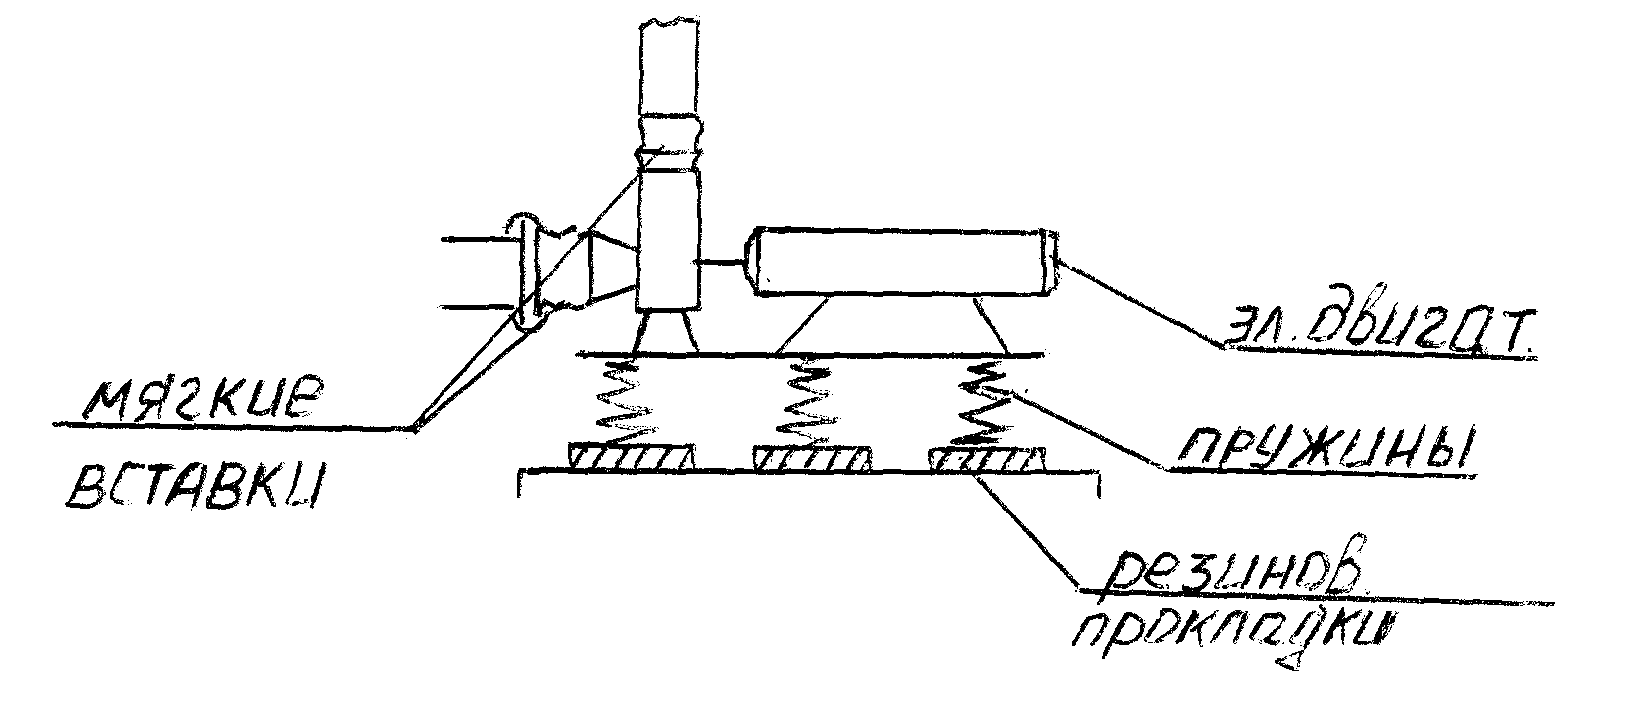 эл. двигат.
мягкие
вставки
пружины
резинов.
прокладки